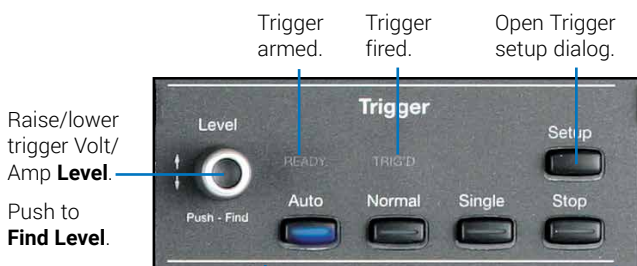 Trigger armed.
Trigger fired.
Open Trigger setup dialog.
Raise/lower
trigger Volt/
Amp Level.
Push to
Find Level.
Trigger
Level
Setup
READY
TRIG'D
Push - Find
Auto
Normal
Single
Stop